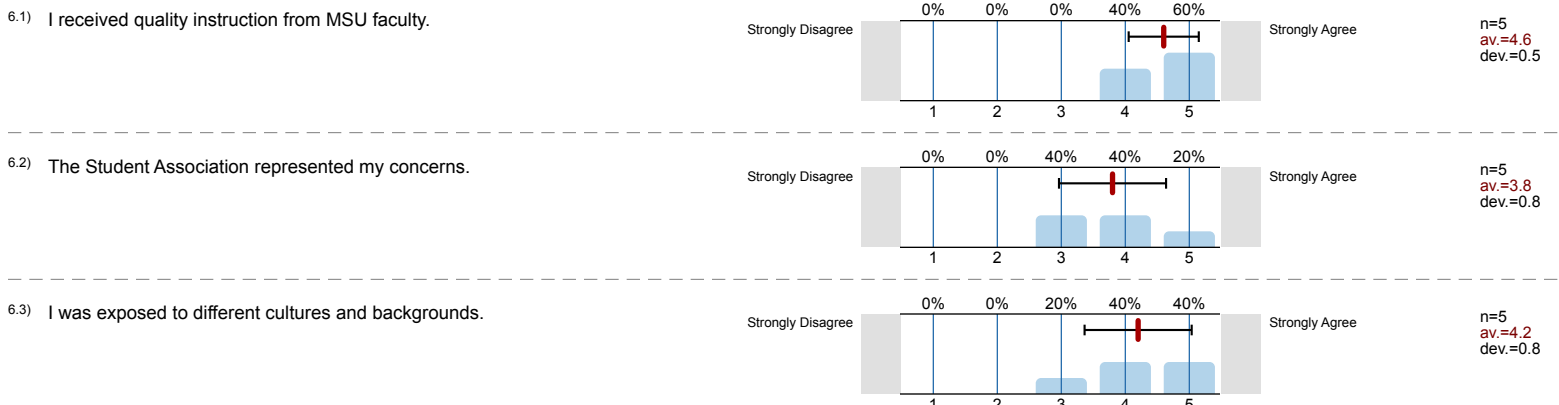 6.1) I received quality instruction from MSU faculty.
0% 0% 0% 40% 60%
Strongly Disagree Strongly Agree
n=5
av.=4.6
dev.=0.5
1 2 3 4 5
6.2) The Student Association represented my concerns.
0% 0% 40% 40% 20%
Strongly Disagree Strongly Agree
n=5
av.=3.8
dev.=0.8
1 2 3 4 5
6.3) I was exposed to different cultures and backgrounds.
0% 0% 20% 40% 40%
Strongly Disagree Strongly Agree
n=5
av.=4.2
dev.=0.8
1 2 3 4 5